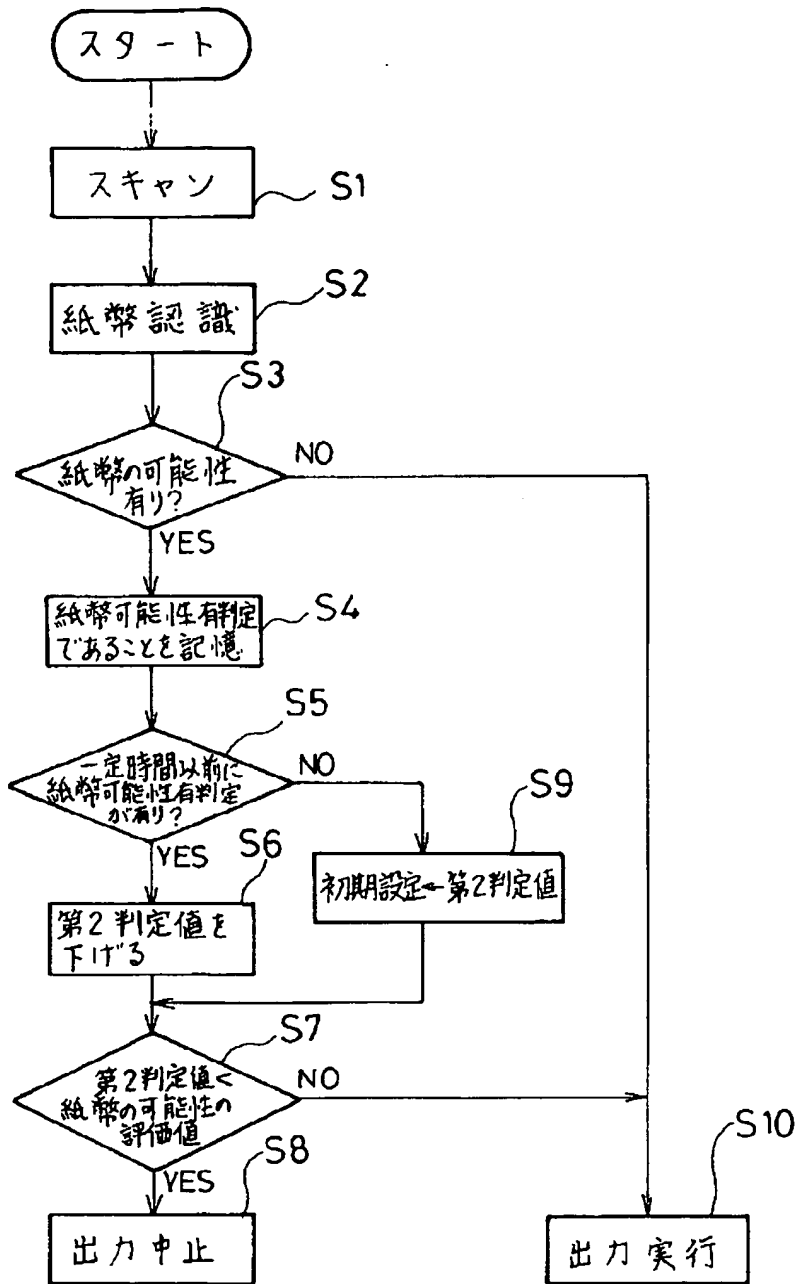 スタート
スキャン
S1
紙幣認識
S2
S3
紙幣の可能性
有り?
NO
YES
紙幣可能性有判定
であることを記憶
S4
S5
一定時間以前に
紙幣可能性有判定
が有り?
NO
YES
S6
第2判定値を
下げる
S9
初期設定←第2判定値
S7
第2判定値<
紙幣の可能性の
評価値
NO
YES
S8
出力中止
S10
出力実行